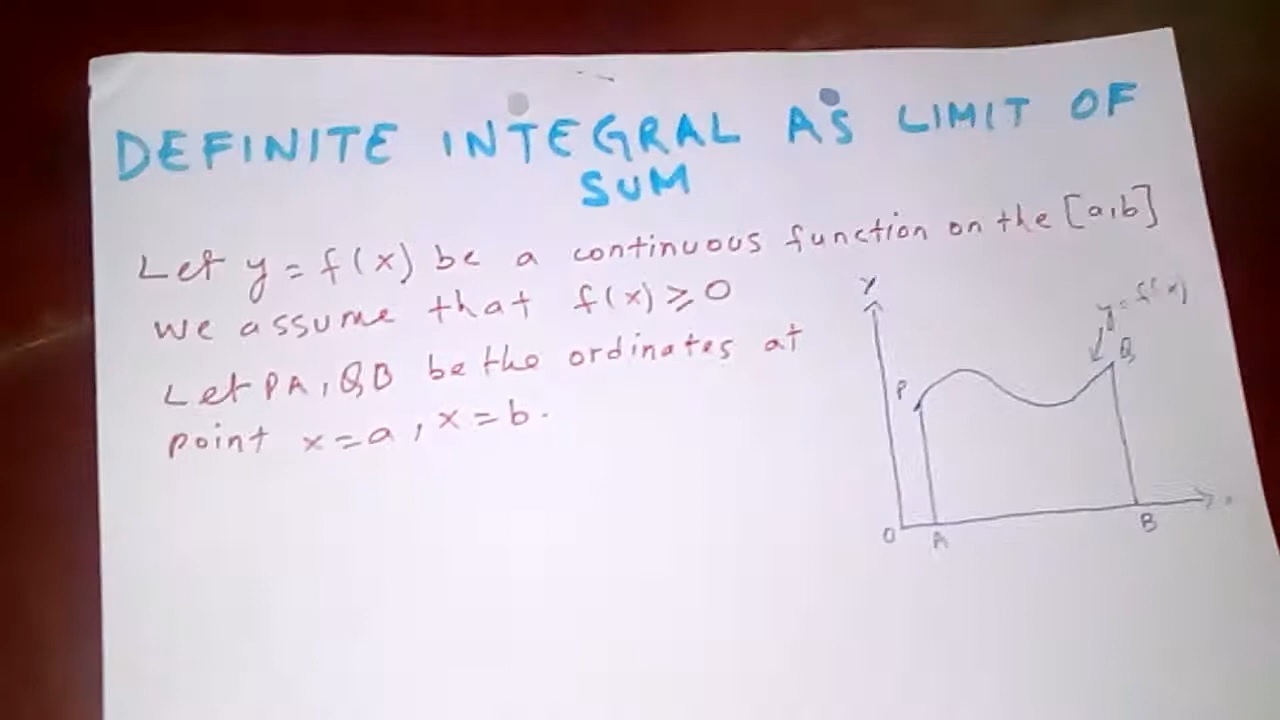 DEFINITE INTEGRAL AS LIMIT OF
SUM
Let y = f(x) be a continuous function on the [a,b]
we assume that f(x) ⩾ 0
Let PA, QB be the ordinates at
point x = a, x = b.
Y
y = f(x)
P
Q
O
A
B